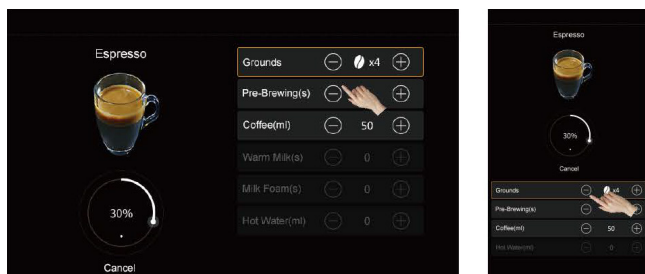 Espresso
30%
Cancel
Grounds x4
Pre-Brewing(s)
Coffee(ml) 50
Warm Milk(s) 0
Milk Foam(s) 0
Hot Water(ml) 0
Espresso
30%
Cancel
Grounds x4
Pre-Brewing(s)
Coffee(ml) 50
Hot Water(ml) 0